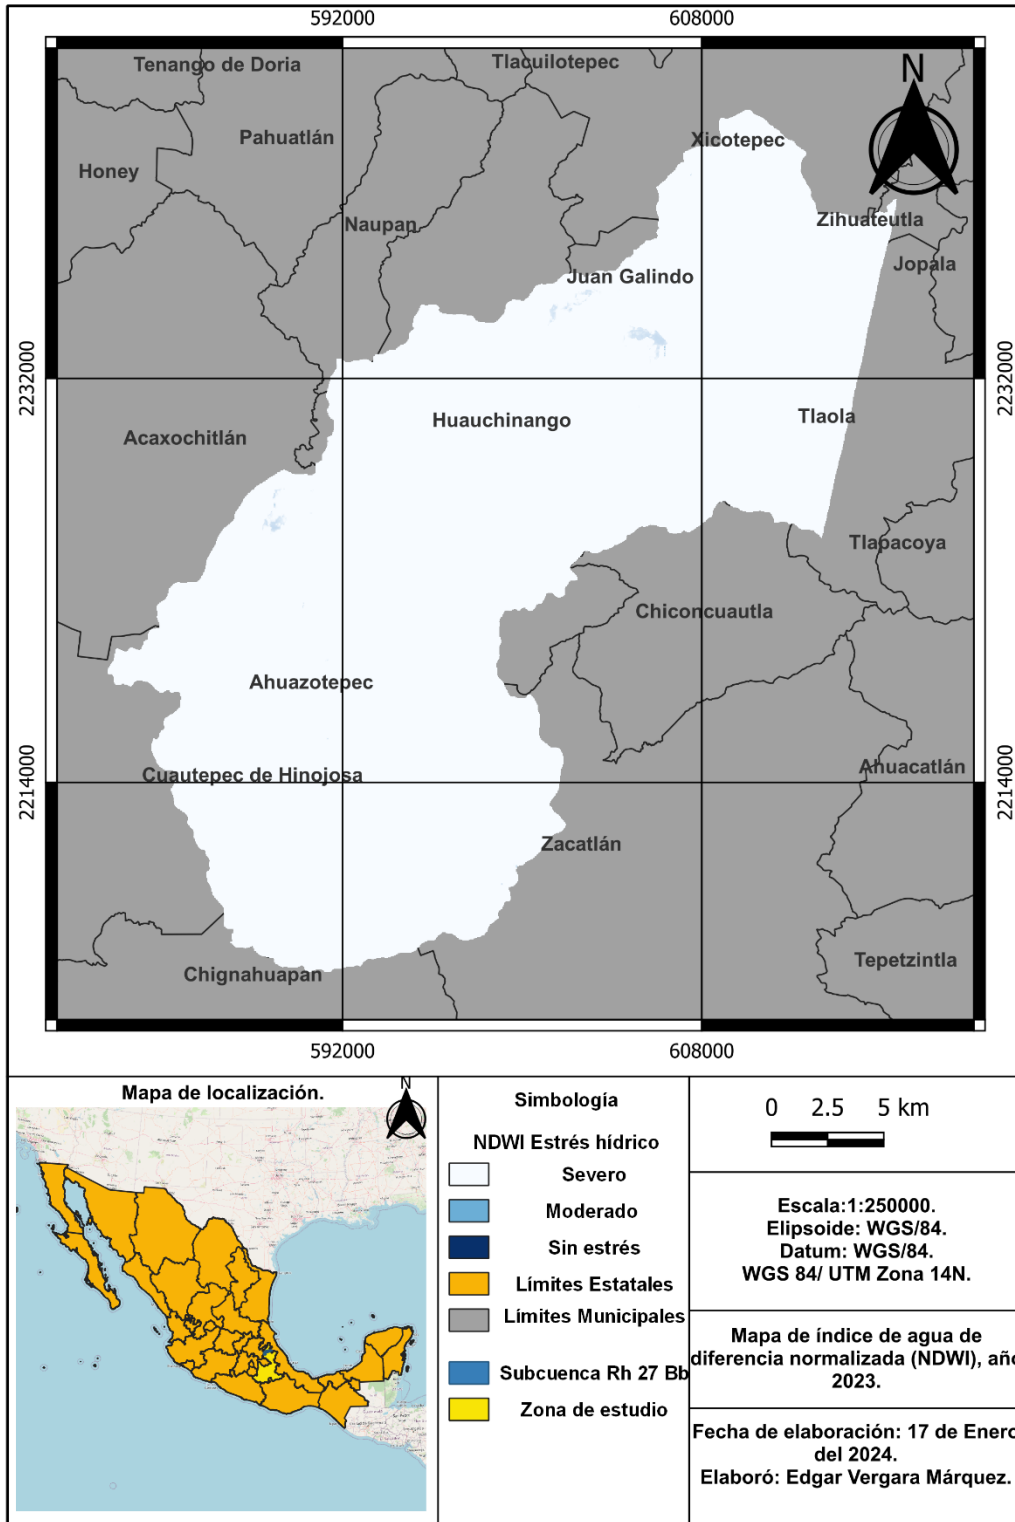 592000
608000
Tenango de Doria
Tlacuilotepec
N
Pahuatlán
Xicotepec
Honey
Naupan
Zihuateutla
Juan Galindo
Jopala
2232000
2232000
Acaxochitlán
Huauchinango
Tlaola
Tlapacoya
Chiconcuautla
Ahuazotepec
Cuautepec de Hinojosa
Ahuacatlán
2214000
2214000
Zacatlán
Chignahuapan
Tepetzintla
592000
608000
Mapa de localización.
N
Simbología
NDWI Estrés hídrico
Severo
Moderado
Sin estrés
Límites Estatales
Límites Municipales
Subcuenca Rh 27 Bb
Zona de estudio
0 2.5 5 km
Escala:1:250000.
Elipsoide: WGS/84.
Datum: WGS/84.
WGS 84/ UTM Zona 14N.
Mapa de índice de agua de
diferencia normalizada (NDWI), año
2023.
Fecha de elaboración: 17 de Enero
del 2024.
Elaboró: Edgar Vergara Márquez.